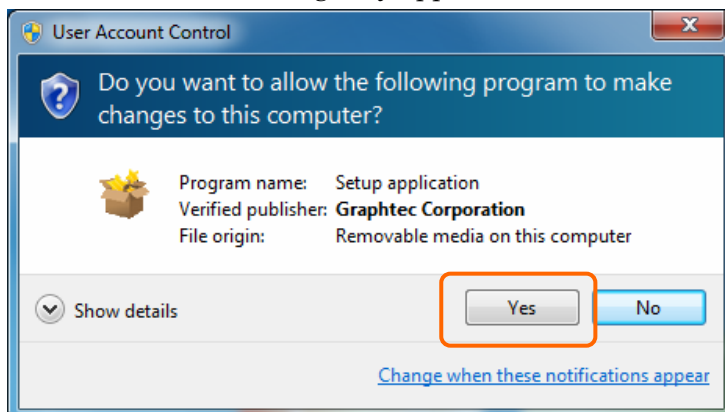 User Account Control
Do you want to allow the following program to make
changes to this computer?
Program name: Setup application
Verified publisher: Graphtec Corporation
File origin: Removable media on this computer
Show details
Yes
No
Change when these notifications appear